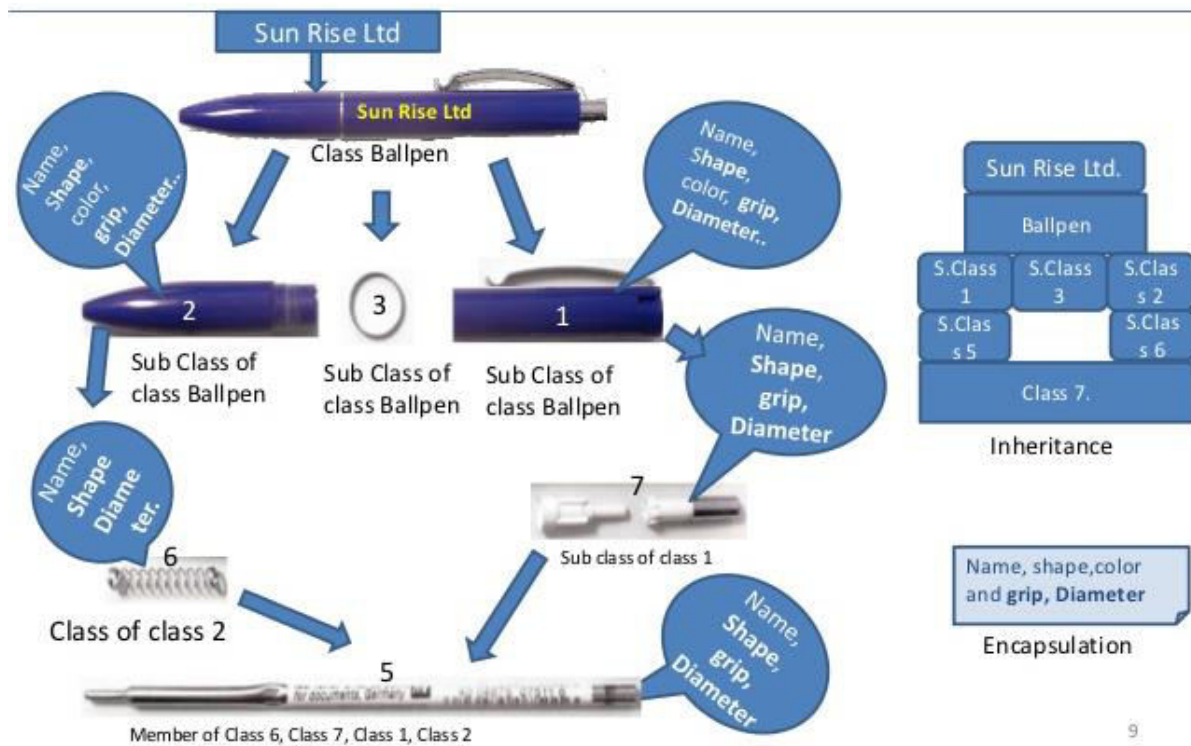 Sun Rise Ltd
Sun Rise Ltd
Class Ballpen
Name,
Shape,
color,
grip,
Diameter..
Name,
Shape,
color, grip,
Diameter..
2
3
1
Sub Class of
class Ballpen
Sub Class of
class Ballpen
Sub Class of
class Ballpen
Name,
Shape,
grip,
Diameter
Name,
Shape
Diame
ter.
6
Class of class 2
7
Sub class of class 1
5
for documents, Germany
Member of Class 6, Class 7, Class 1, Class 2
Name,
Shape,
grip,
Diameter
Sun Rise Ltd.
Ballpen
S.Class
1
S.Class
3
S.Clas
s 2
S.Clas
s 5
S.Clas
s 6
Class 7.
Inheritance
Name, shape,color
and grip, Diameter
Encapsulation
9